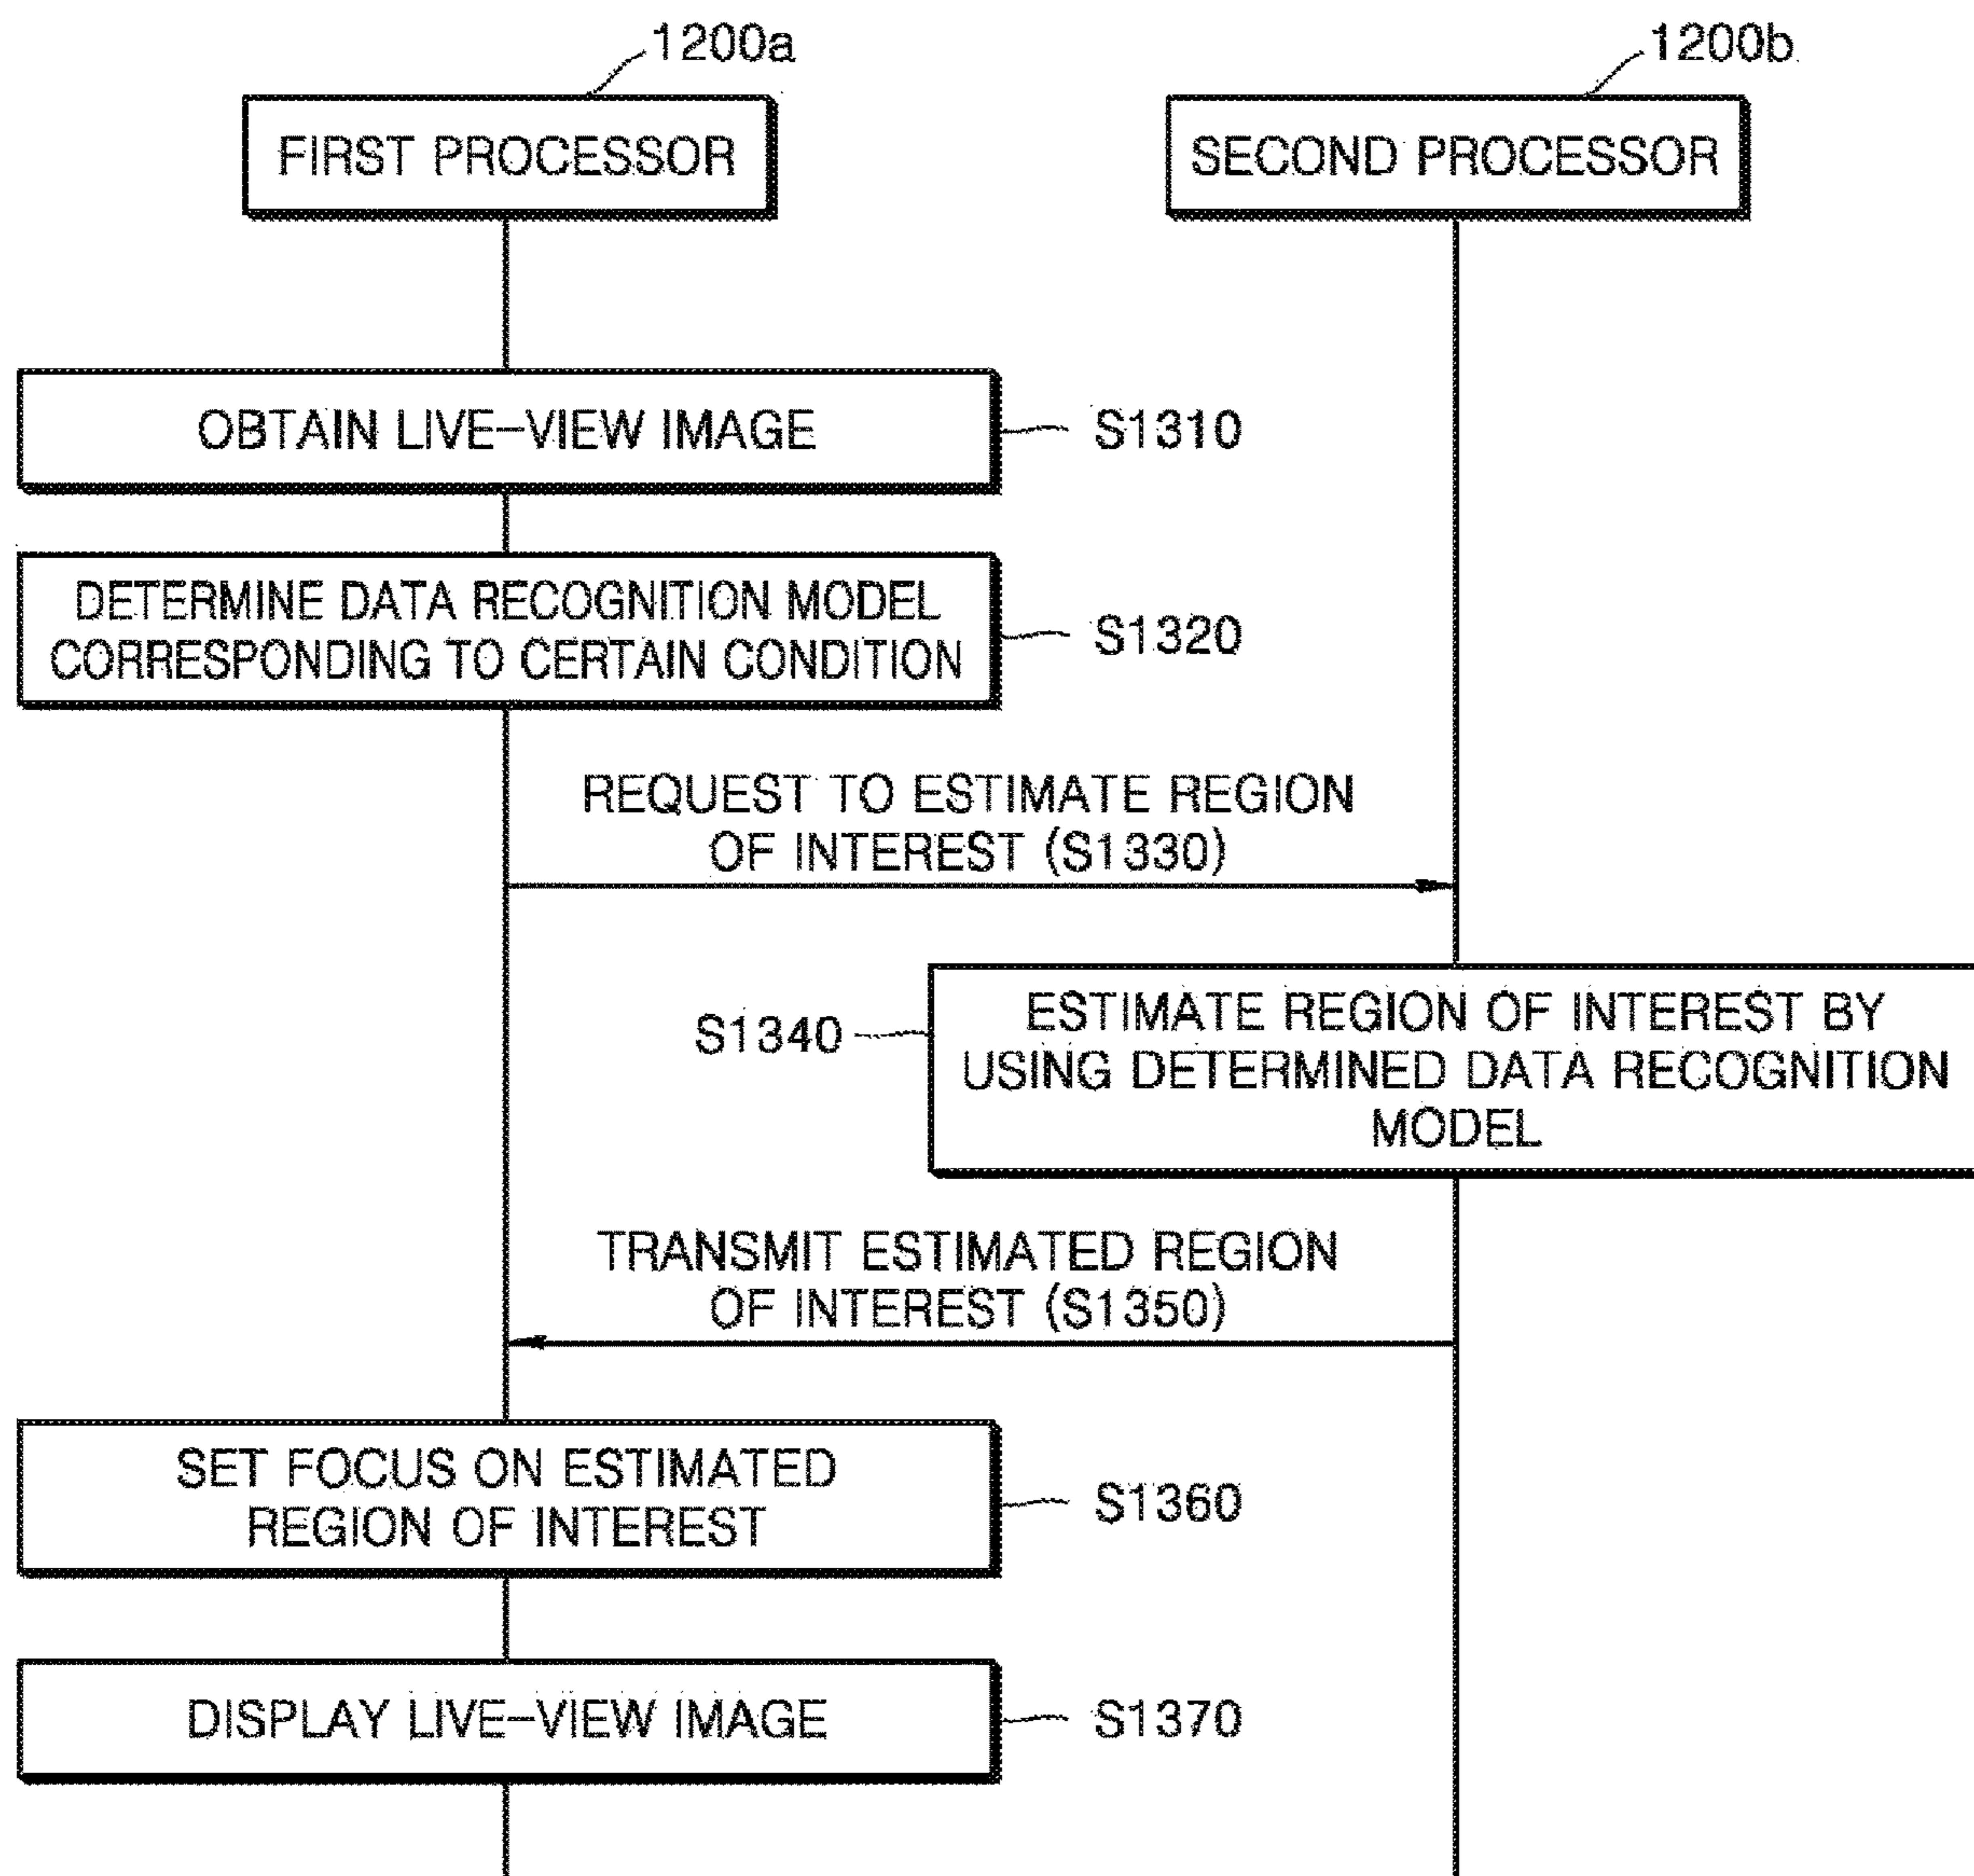 1200a
1200b
FIRST PROCESSOR
SECOND PROCESSOR
OBTAIN LIVE-VIEW IMAGE
S1310
DETERMINE DATA RECOGNITION MODEL
CORRESPONDING TO CERTAIN CONDITION
S1320
REQUEST TO ESTIMATE REGION
OF INTEREST (S1330)
S1340
ESTIMATE REGION OF INTEREST BY
USING DETERMINED DATA RECOGNITION
MODEL
TRANSMIT ESTIMATED REGION
OF INTEREST (S1350)
SET FOCUS ON ESTIMATED
REGION OF INTEREST
S1360
DISPLAY LIVE-VIEW IMAGE
S1370